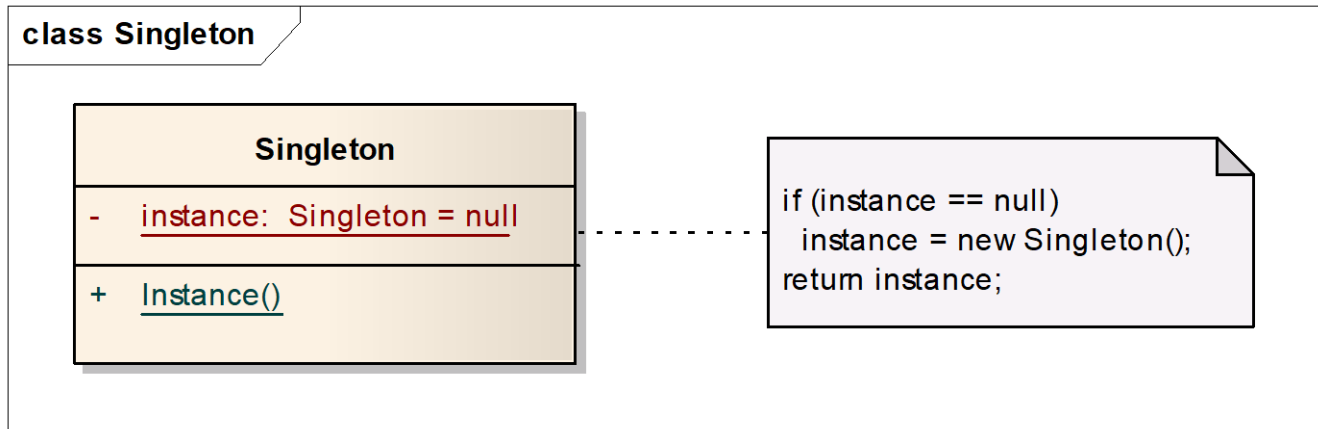 class Singleton
Singleton
- instance: Singleton = null
+ Instance()
if (instance == null)
instance = new Singleton();
return instance;